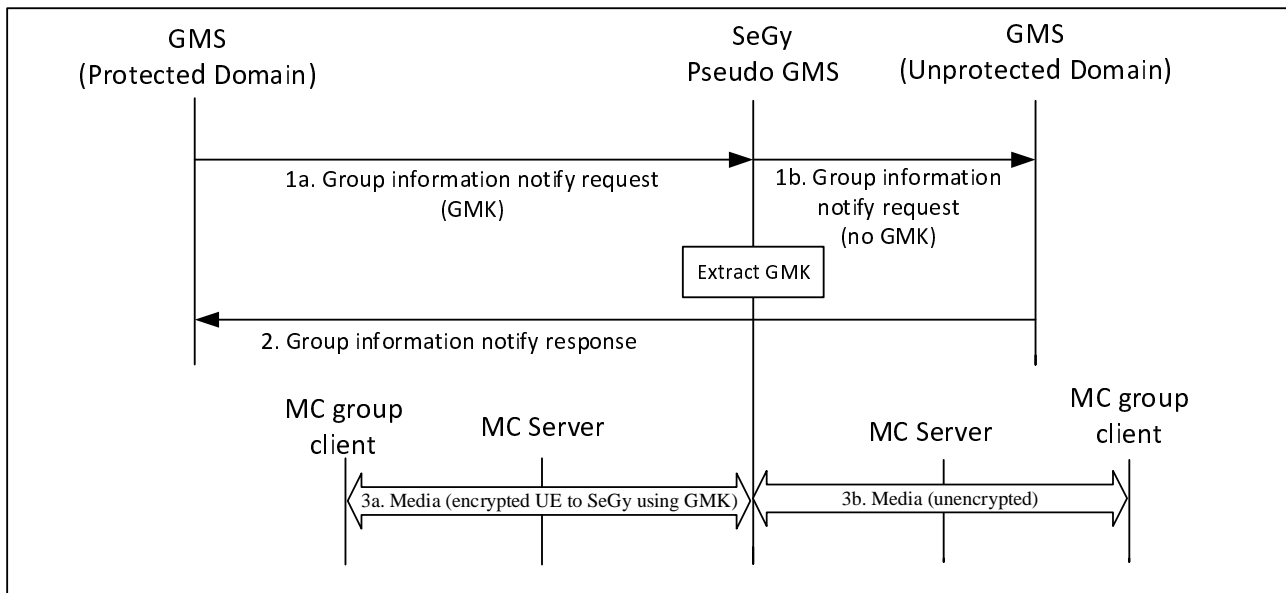 GMS
(Protected Domain)
SeGy
Pseudo GMS
GMS
(Unprotected Domain)
1a. Group information notify request
(GMK)
1b. Group information
notify request
(no GMK)
Extract GMK
2. Group information notify response
MC group
client
MC Server
MC Server
MC group
client
3a. Media (encrypted UE to SeGy using GMK)
3b. Media (unencrypted)